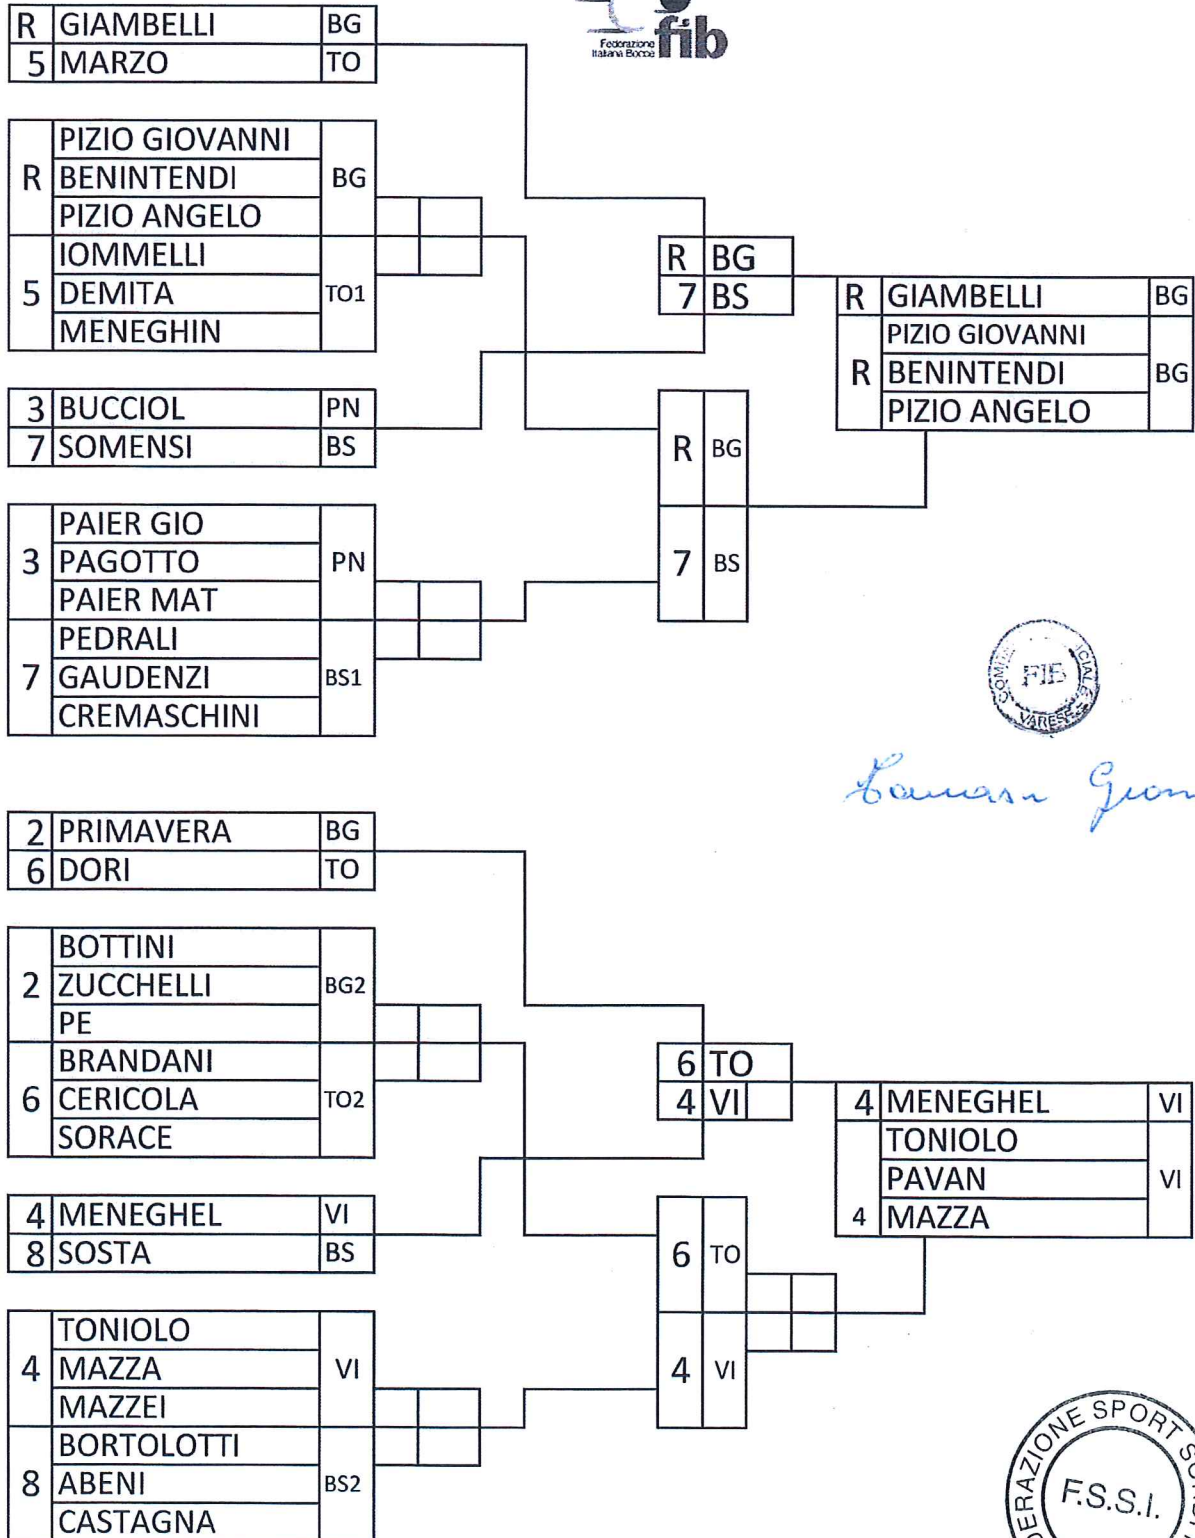 Federazione
Italiana Bocce
fib
R GIAMBELLI BG
5 MARZO TO
PIZIO GIOVANNI
R BENINTENDI BG
PIZIO ANGELO
IOMMELLI
5 DEMITA TO1
MENEGHIN
3 BUCCIOL PN
7 SOMENSI BS
PAIER GIO
3 PAGOTTO PN
PAIER MAT
PEDRALI
7 GAUDENZI BS1
CREMASCHINI
R BG
7 BS
R BG
7 BS
R GIAMBELLI BG
PIZIO GIOVANNI
R BENINTENDI BG
PIZIO ANGELO
FIB
VARESE
2 PRIMAVERA BG
6 DORI TO
BOTTINI
2 ZUCCHELLI BG2
PE
BRANDANI
6 CERICOLA TO2
SORACE
4 MENEGHEL VI
8 SOSTA BS
TONIOLO
4 MAZZA VI
MAZZEI
BORTOLOTTI
8 ABENI BS2
CASTAGNA
6 TO
4 VI
6 TO
4 VI
4 MENEGHEL VI
TONIOLO
PAVAN VI
4 MAZZA
ERAZIONE SPORT
F.S.S.I.